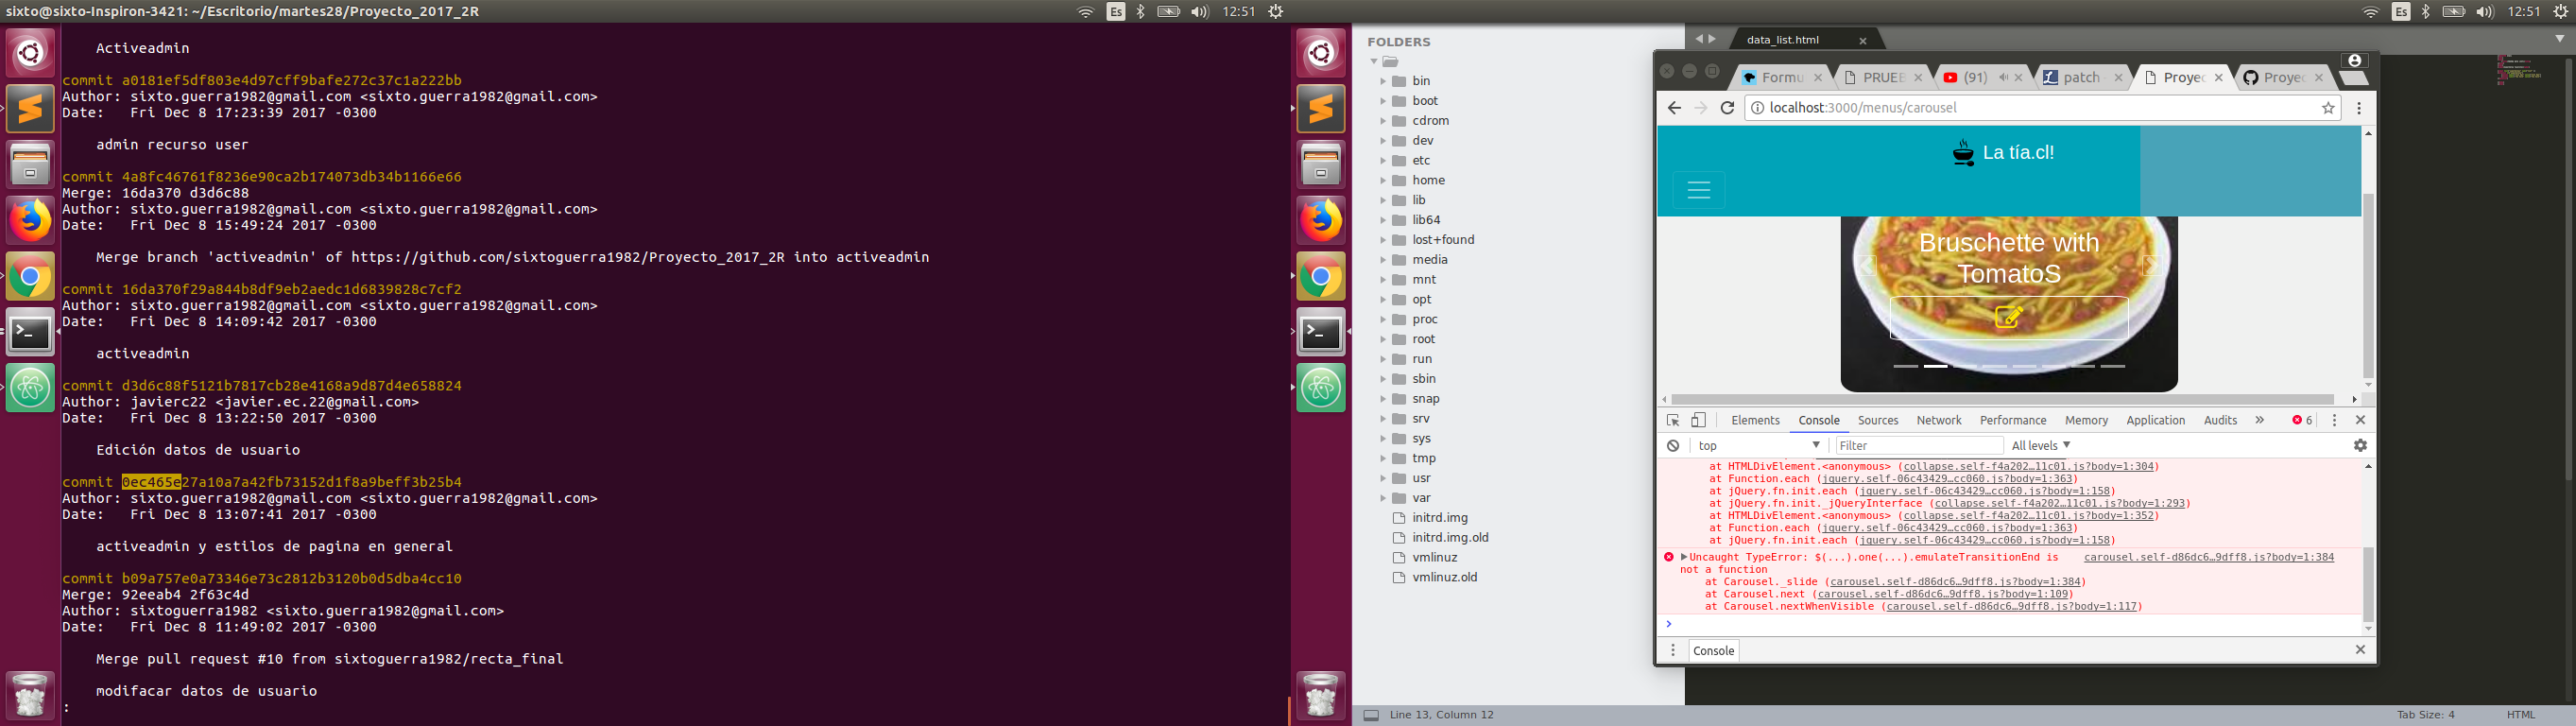 sixto@sixto-Inspiron-3421: ~/Escritorio/martes28/Proyecto_2017_2R
Es
12:51
Activeadmin
commit a0181ef5df803e4d97cff9bafe272c37c1a222bb
Author: sixto.guerra1982@gmail.com <sixto.guerra1982@gmail.com>
Date:   Fri Dec 8 17:23:39 2017 -0300
admin recurso user
commit 4a8fc46761f8236e90ca2b174073db34b1166e66
Merge: 16da370 d3d6c88
Author: sixto.guerra1982@gmail.com <sixto.guerra1982@gmail.com>
Date:   Fri Dec 8 15:49:24 2017 -0300
Merge branch 'activeadmin' of https://github.com/sixtoguerra1982/Proyecto_2017_2R into activeadmin
commit 16da370f29a844b8df9eb2aedc1d6839828c7cf2
Author: sixto.guerra1982@gmail.com <sixto.guerra1982@gmail.com>
Date:   Fri Dec 8 14:09:42 2017 -0300
activeadmin
commit d3d6c88f5121b7817cb28e4168a9d87d4e658824
Author: javierc22 <javier.ec.22@gmail.com>
Date:   Fri Dec 8 13:22:50 2017 -0300
Edición datos de usuario
commit 0ec465e27a10a7a42fb73152d1f8a9beff3b25b4
Author: sixto.guerra1982@gmail.com <sixto.guerra1982@gmail.com>
Date:   Fri Dec 8 13:07:41 2017 -0300
activeadmin y estilos de pagina en general
commit b09a757e0a73346e73c2812b3120b0d5dba4cc10
Merge: 92eeab4 2f63c4d
Author: sixtoguerra1982 <sixto.guerra1982@gmail.com>
Date:   Fri Dec 8 11:49:02 2017 -0300
Merge pull request #10 from sixtoguerra1982/recta_final
modifacar datos de usuario
:
Es
12:51
FOLDERS
bin
boot
cdrom
dev
etc
home
lib
lib64
lost+found
media
mnt
opt
proc
root
run
sbin
snap
srv
sys
tmp
usr
var
initrd.img
initrd.img.old
vmlinuz
vmlinuz.old
Line 13, Column 12
Tab Size: 4
HTML
data_list.html
Formu
PRUEB
(91)
patch
Proyec
Proyec
localhost:3000/menus/carousel
La tía.cl!
Bruschette with
TomatoS
Elements Console Sources Network Performance Memory Application Audits » 6
top
Filter
All levels
at HTMLDivElement.<anonymous> (collapse.self-f4a202…11c01.js?body=1:304)
at Function.each (jquery.self-06c43429…cc060.js?body=1:363)
at jQuery.fn.init.each (jquery.self-06c43429…cc060.js?body=1:158)
at jQuery.fn.init._jQueryInterface (collapse.self-f4a202…11c01.js?body=1:293)
at HTMLDivElement.<anonymous> (collapse.self-f4a202…11c01.js?body=1:352)
at Function.each (jquery.self-06c43429…cc060.js?body=1:363)
at jQuery.fn.init.each (jquery.self-06c43429…cc060.js?body=1:158)
Uncaught TypeError: $(...).one(...).emulateTransitionEnd is carousel.self-d86dc6…9dff8.js?body=1:384
not a function
at Carousel._slide (carousel.self-d86dc6…9dff8.js?body=1:384)
at Carousel.next (carousel.self-d86dc6…9dff8.js?body=1:109)
at Carousel.nextWhenVisible (carousel.self-d86dc6…9dff8.js?body=1:117)
>
Console